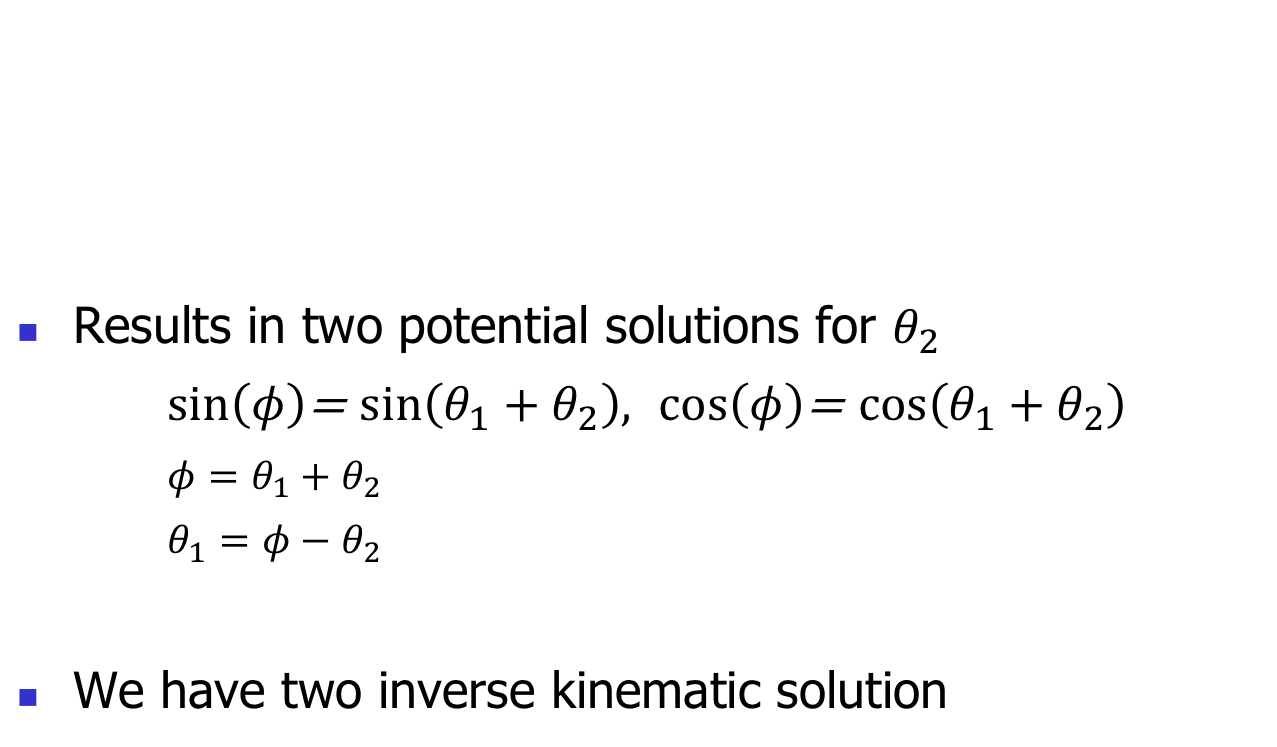 ▪ Results in two potential solutions for θ₂
sin(ϕ)= sin(θ₁ + θ₂),  cos(ϕ)= cos(θ₁ + θ₂)
ϕ = θ₁ + θ₂
θ₁ = ϕ − θ₂
▪ We have two inverse kinematic solution